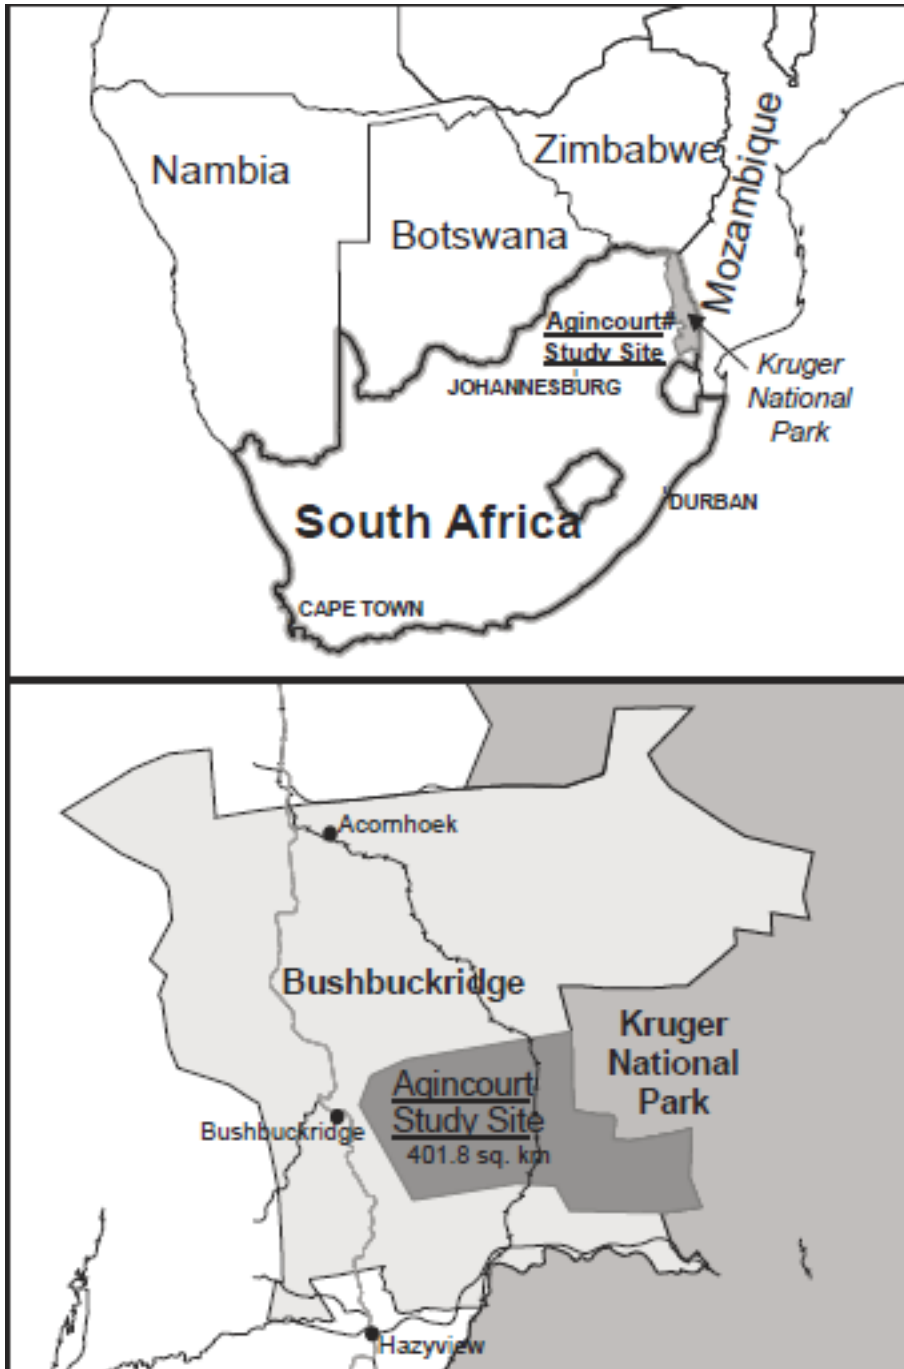 Nambia
Zimbabwe
Mozambique
Botswana
Agincourt#
Study Site
JOHANNESBURG
Kruger
National
Park
DURBAN
South Africa
CAPE TOWN
Acornhoek
Bushbuckridge
Kruger
National
Park
Agincourt
Study Site
401.8 sq. km
Bushbuckridge
Hazyview